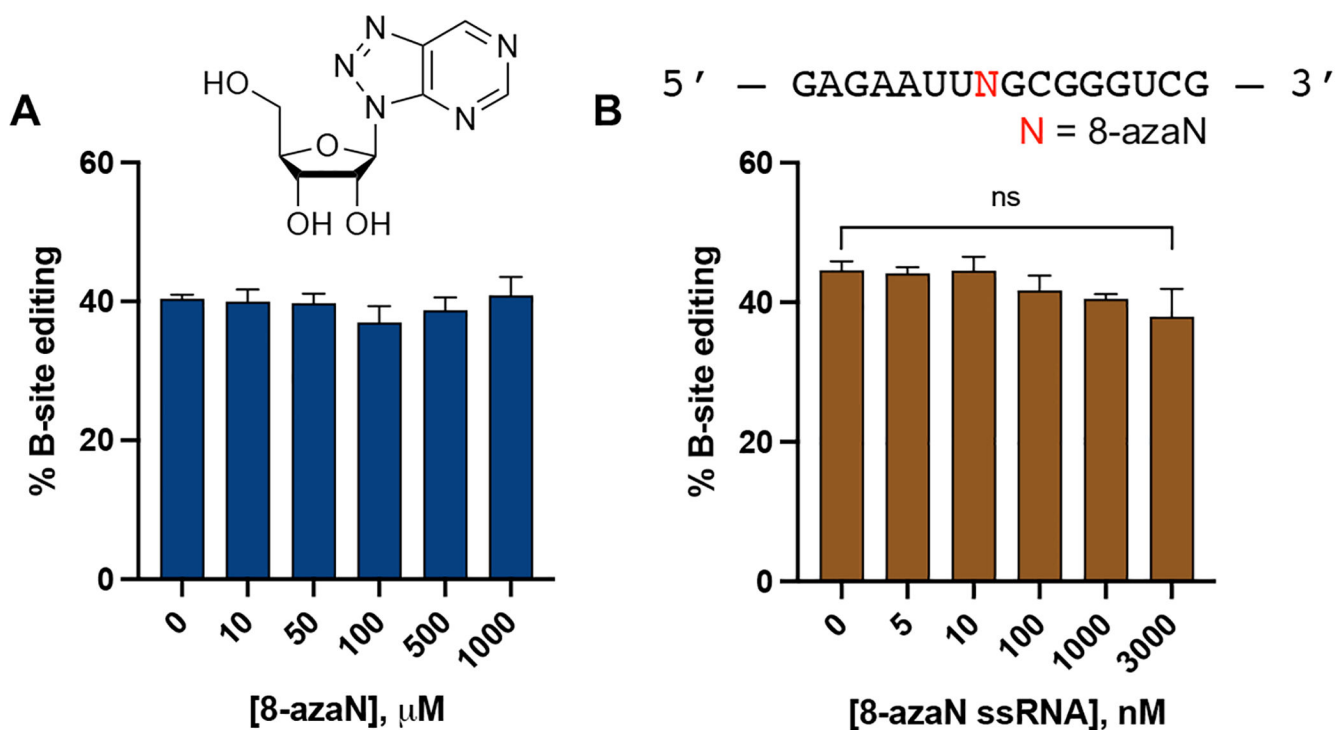 A
HO
N
N
N
N
N
O
OH
OH
60
40
20
0
% B-site editing
0
10
50
100
500
1000
[8-azaN], μM
B
5′ — GAGAAUUNGCGGGUCG — 3′
N = 8-azaN
60
40
20
0
% B-site editing
ns
0
5
10
100
1000
3000
[8-azaN ssRNA], nM